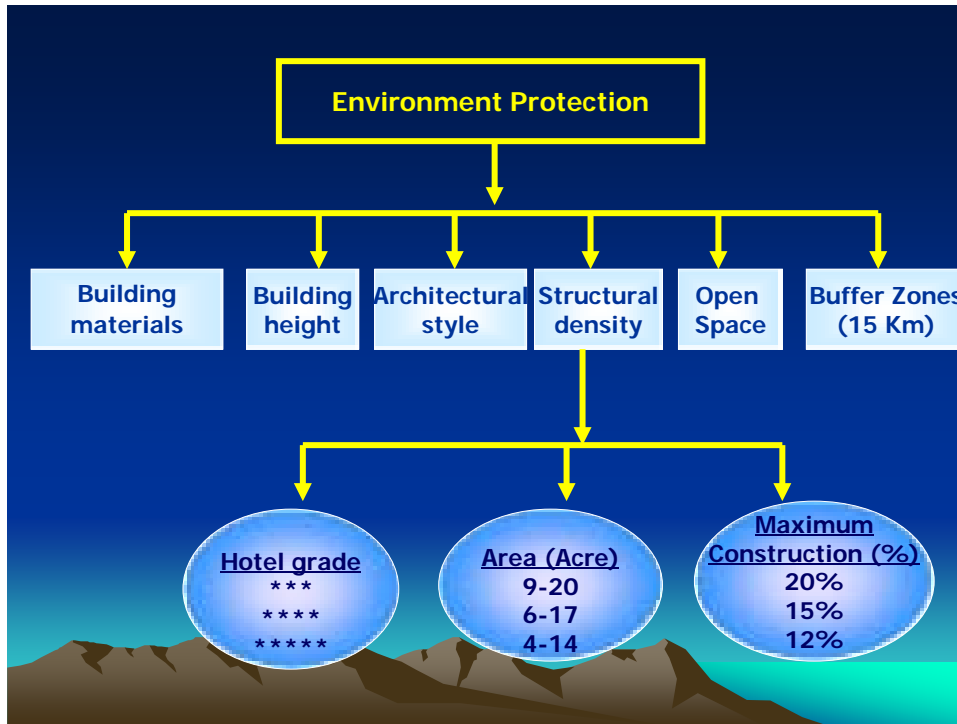 Environment Protection
Building
materials
Building
height
Architectural
style
Structural
density
Open
Space
Buffer Zones
(15 Km)
Hotel grade
***
****
*****
Area (Acre)
9-20
6-17
4-14
Maximum
Construction (%)
20%
15%
12%